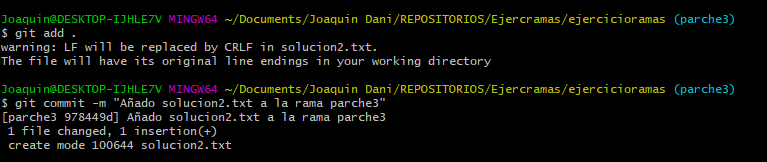 Joaquin@DESKTOP-IJHLE7V MINGW64 ~/Documents/Joaquin Dani/REPOSITORIOS/Ejercramas/ejercicioramas (parche3)
$ git add .
warning: LF will be replaced by CRLF in solucion2.txt.
The file will have its original line endings in your working directory

Joaquin@DESKTOP-IJHLE7V MINGW64 ~/Documents/Joaquin Dani/REPOSITORIOS/Ejercramas/ejercicioramas (parche3)
$ git commit -m "Añado solucion2.txt a la rama parche3"
[parche3 978449d] Añado solucion2.txt a la rama parche3
 1 file changed, 1 insertion(+)
 create mode 100644 solucion2.txt